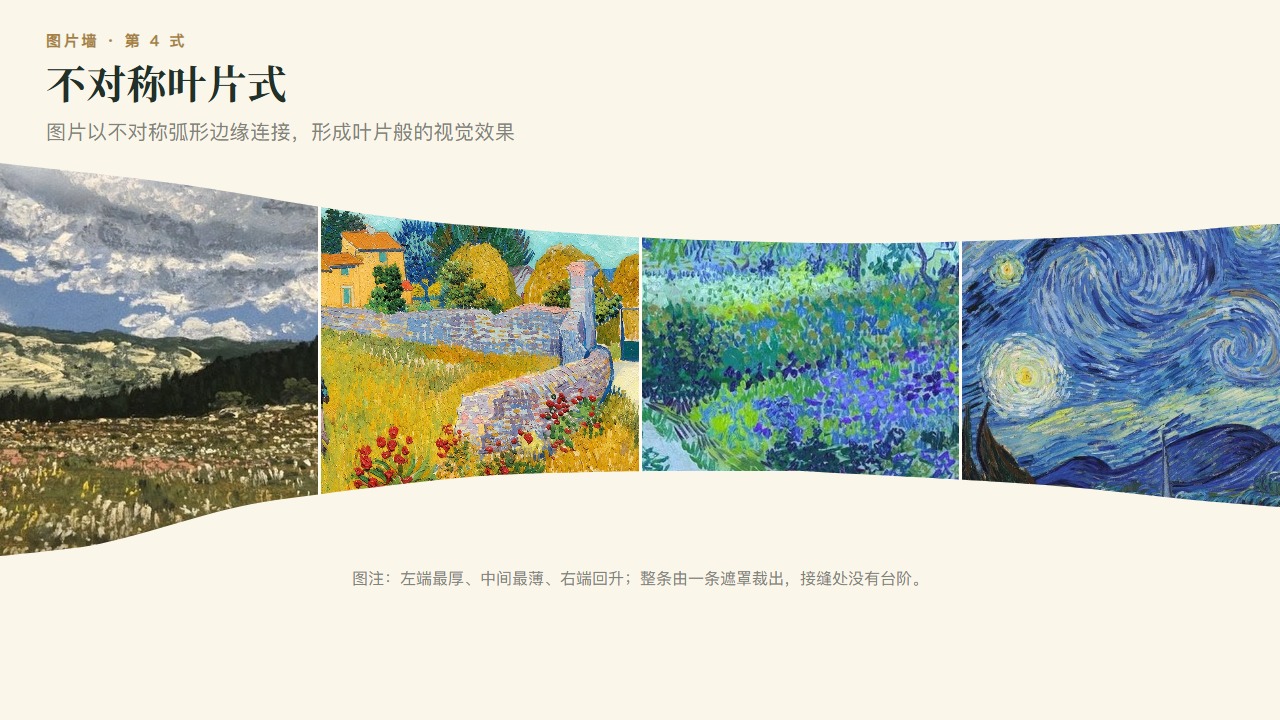 图片墙 · 第 4 式
不对称叶片式
图片以不对称弧形边缘连接，形成叶片般的视觉效果
图注：左端最厚、中间最薄、右端回升；整条由一条遮罩裁出，接缝处没有台阶。